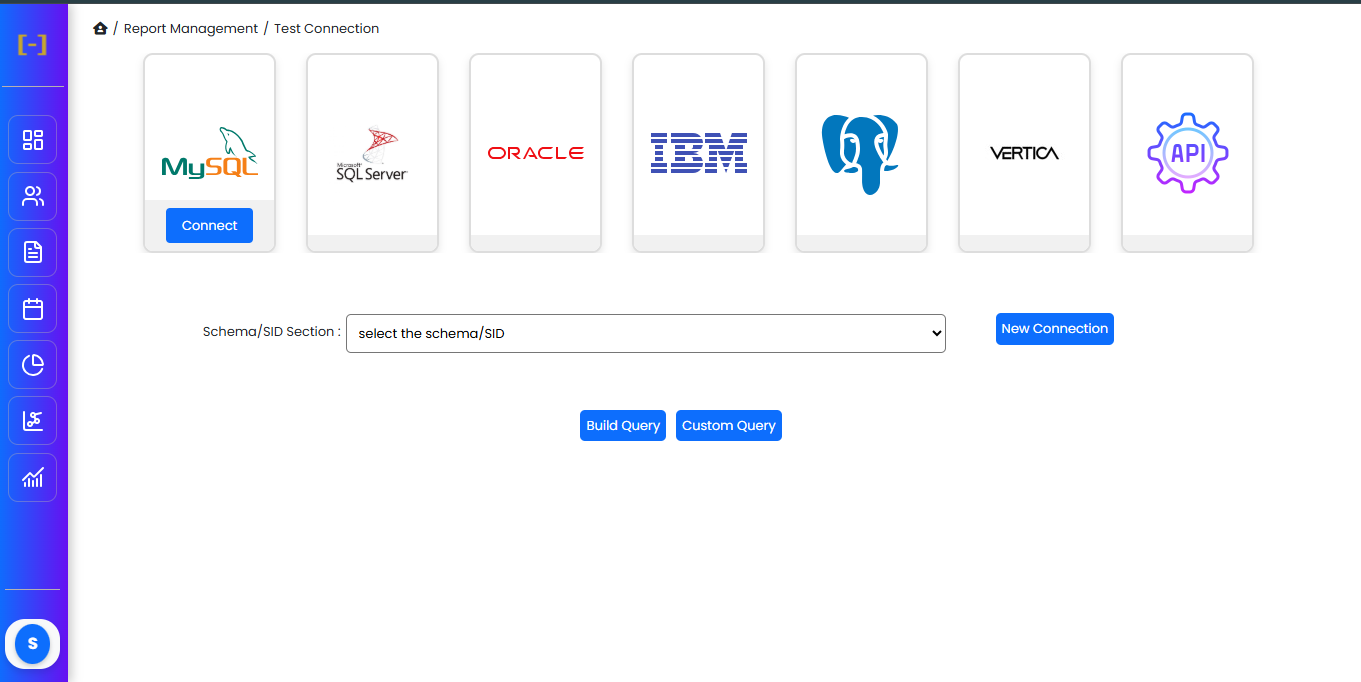 [-]
/ Report Management / Test Connection
MySQL
Microsoft
SQL Server
ORACLE
IBM
VERTICA
API
Connect
Schema/SID Section :
select the schema/SID
New Connection
Build Query
Custom Query
S